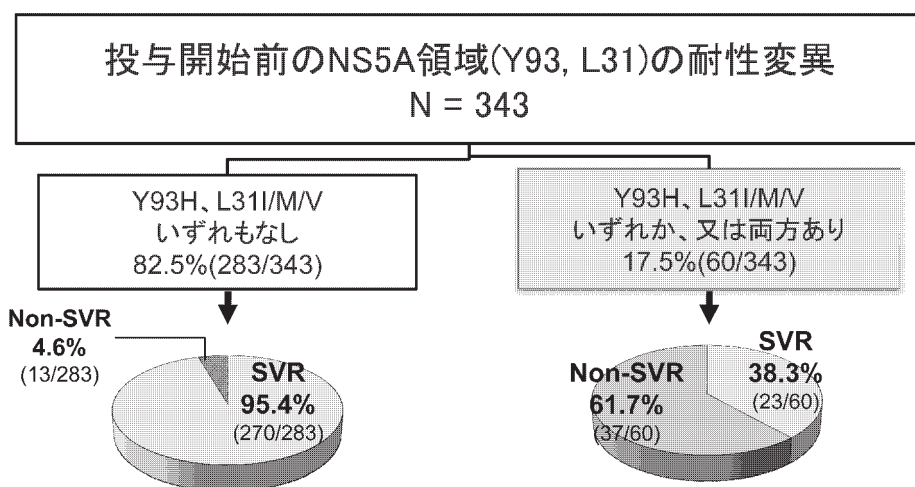 投与開始前のNS5A領域(Y93, L31)の耐性変異
N = 343
Y93H、L31I/M/V
いずれもなし
82.5%(283/343)
Y93H、L31I/M/V
いずれか、又は両方あり
17.5%(60/343)
Non-SVR
4.6%
(13/283)
SVR
95.4%
(270/283)
Non-SVR
61.7%
(37/60)
SVR
38.3%
(23/60)